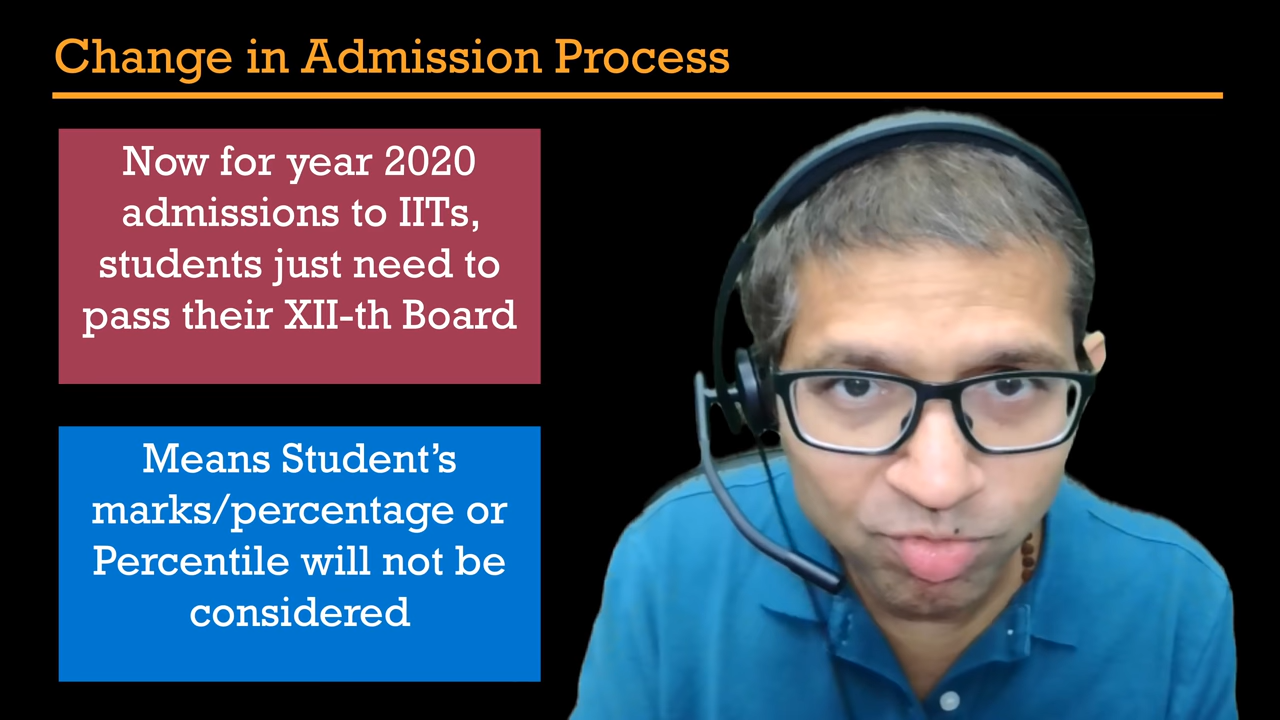 Change in Admission Process
Now for year 2020
admissions to IITs,
students just need to
pass their XII-th Board
Means Student’s
marks/percentage or
Percentile will not be
considered